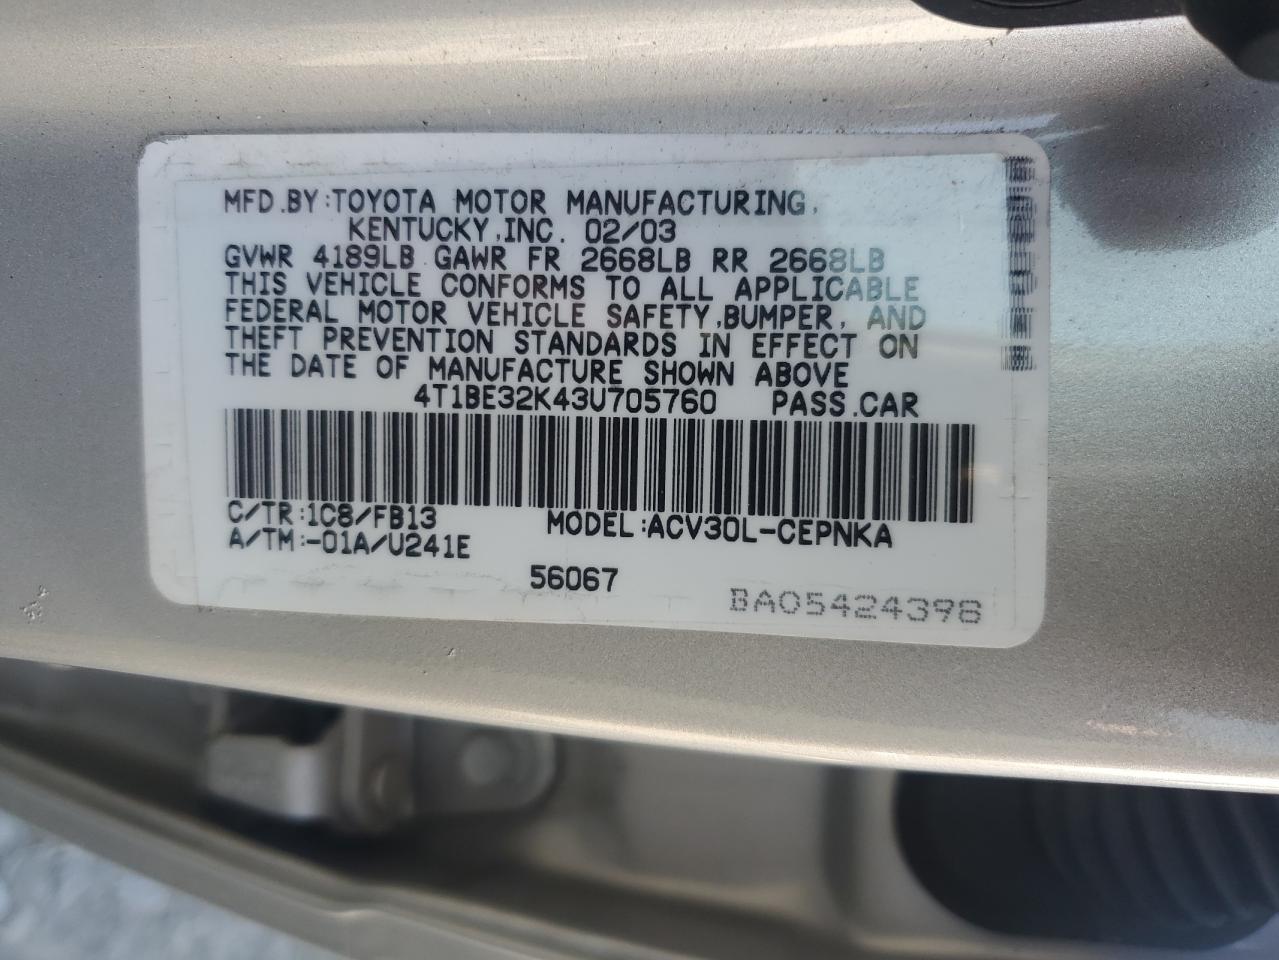 MFD.BY:TOYOTA MOTOR MANUFACTURING,
KENTUCKY,INC. 02/03
GVWR 4189LB GAWR FR 2668LB RR 2668LB
THIS VEHICLE CONFORMS TO ALL APPLICABLE
FEDERAL MOTOR VEHICLE SAFETY,BUMPER, AND
THEFT PREVENTION STANDARDS IN EFFECT ON
THE DATE OF MANUFACTURE SHOWN ABOVE
4T1BE32K43U705760 PASS.CAR
C/TR:1C8/FB13 MODEL:ACV30L-CEPNKA
A/TM:-01A/U241E
56067
BA05424398